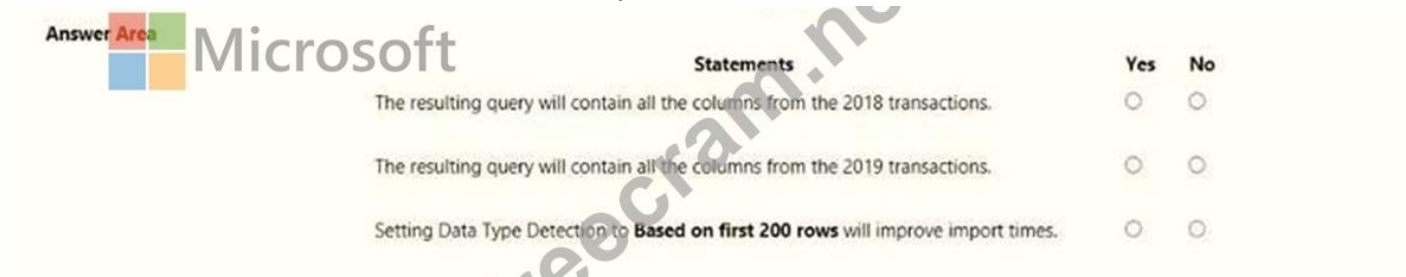 Answer Area
Microsoft
Statements Yes No
The resulting query will contain all the columns from the 2018 transactions.
The resulting query will contain all the columns from the 2019 transactions.
Setting Data Type Detection to Based on first 200 rows will improve import times.